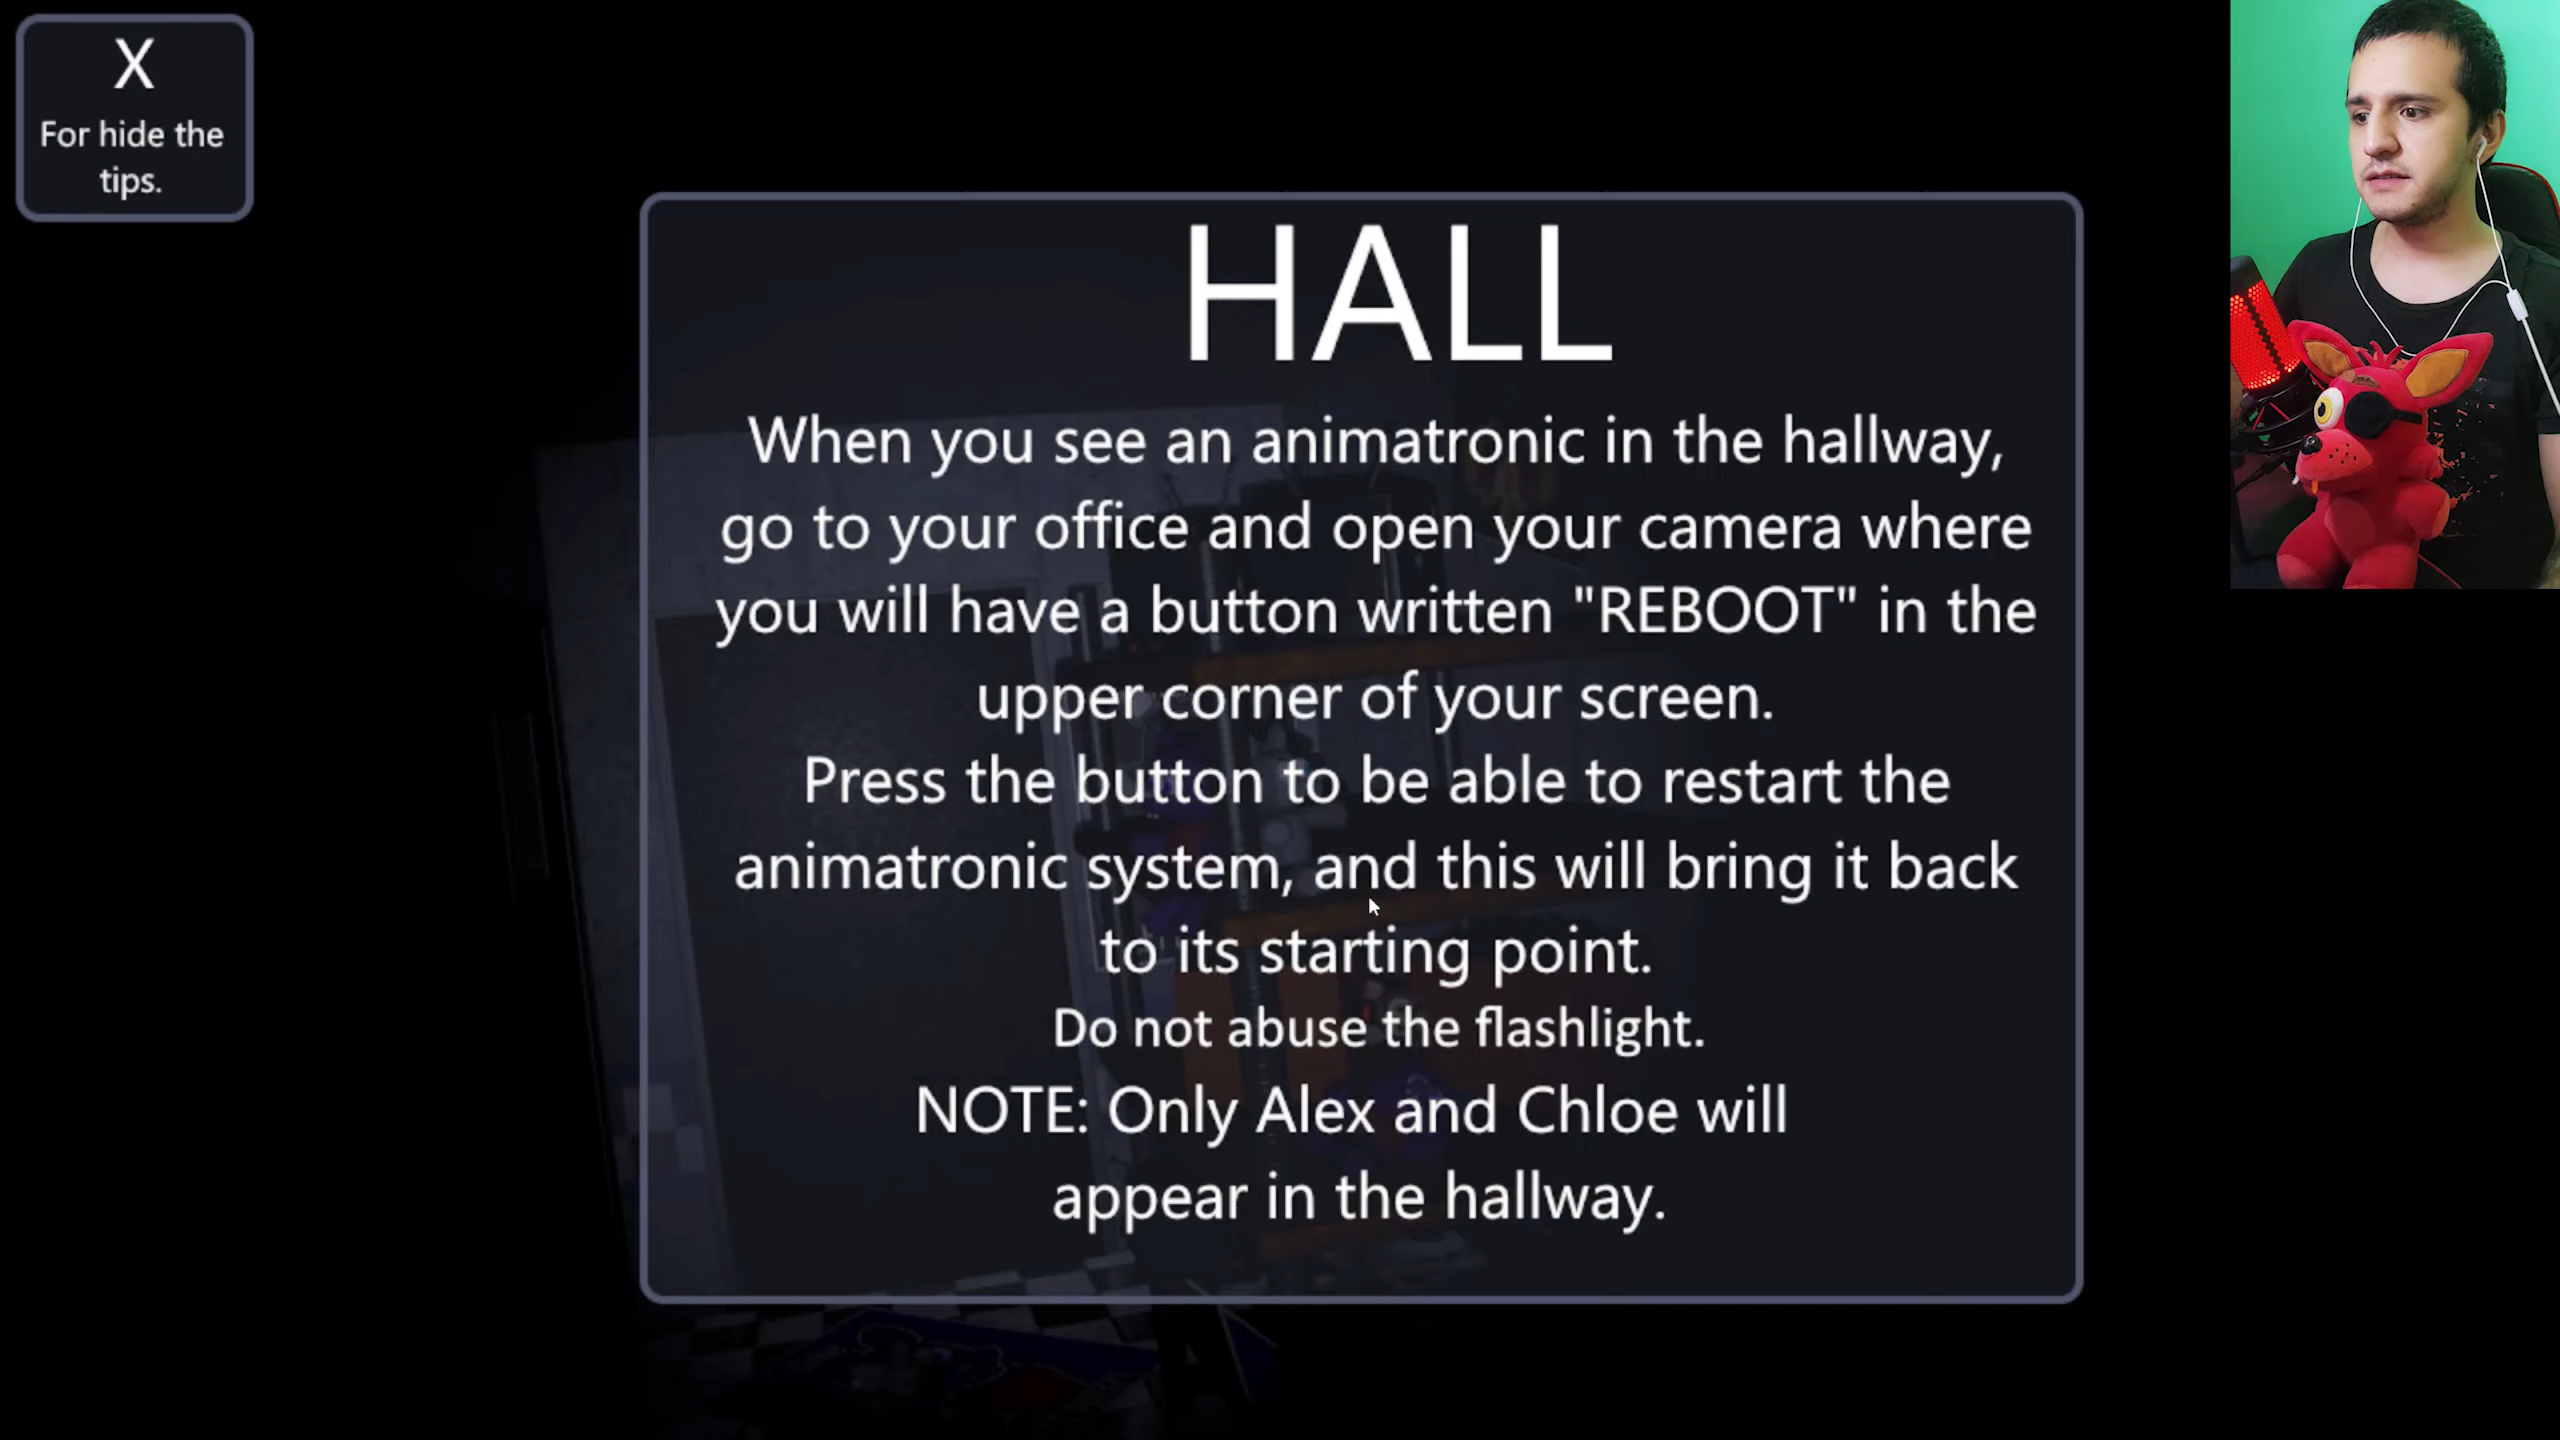 X
For hide the
tips.
HALL
When you see an animatronic in the hallway,
go to your office and open your camera where
you will have a button written "REBOOT" in the
upper corner of your screen.
Press the button to be able to restart the
animatronic system, and this will bring it back
to its starting point.
Do not abuse the flashlight.
NOTE: Only Alex and Chloe will
appear in the hallway.